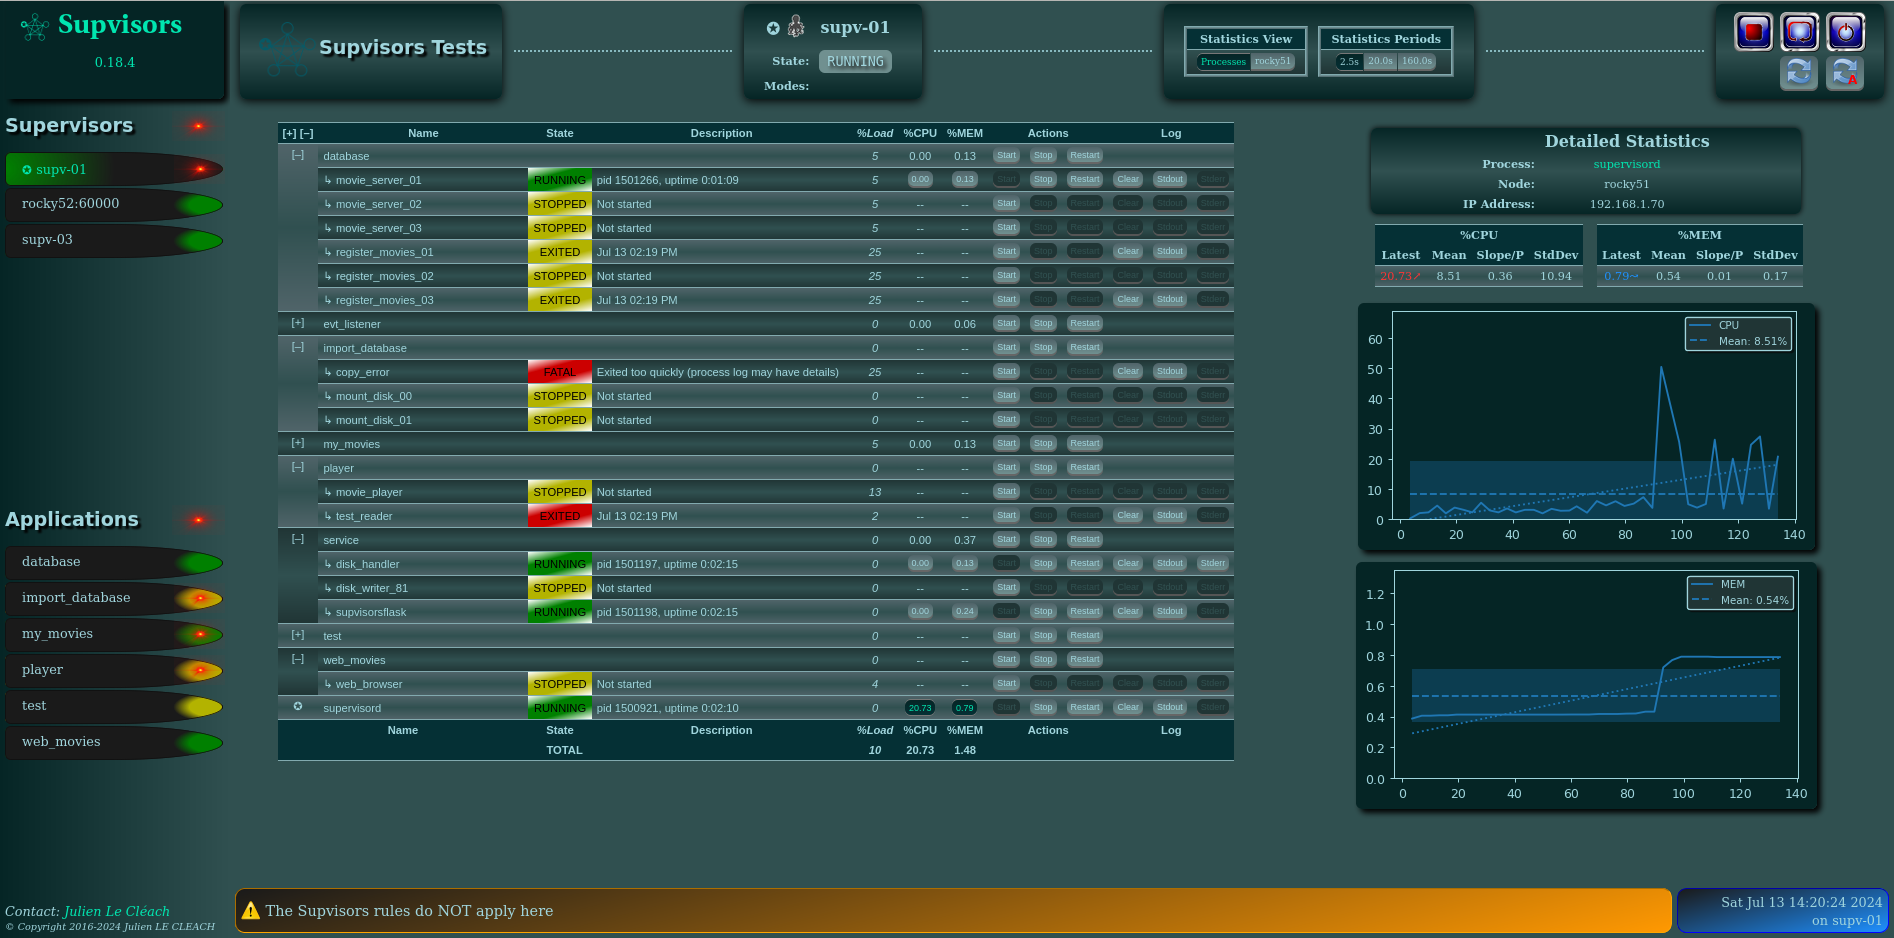 Supvisors
0.18.4
Supvisors Tests
✪ supv-01
State: RUNNING
Modes:
Statistics View
Processes rocky51
Statistics Periods
2.5s 20.0s 160.0s
A
Supervisors
✪ supv-01
rocky52:60000
supv-03
Applications
database
import_database
my_movies
player
test
web_movies
Contact: Julien Le Cléach
© Copyright 2016-2024 Julien LE CLEACH
[+] [–] Name State Description %Load %CPU %MEM Actions Log
[–] database 5 0.00 0.13 Start Stop Restart
↳ movie_server_01 RUNNING pid 1501266, uptime 0:01:09 5 0.00 0.13 Start Stop Restart Clear Stdout Stderr
↳ movie_server_02 STOPPED Not started 5 -- -- Start Stop Restart Clear Stdout Stderr
↳ movie_server_03 STOPPED Not started 5 -- -- Start Stop Restart Clear Stdout Stderr
↳ register_movies_01 EXITED Jul 13 02:19 PM 25 -- -- Start Stop Restart Clear Stdout Stderr
↳ register_movies_02 STOPPED Not started 25 -- -- Start Stop Restart Clear Stdout Stderr
↳ register_movies_03 EXITED Jul 13 02:19 PM 25 -- -- Start Stop Restart Clear Stdout Stderr
[+] evt_listener 0 0.00 0.06 Start Stop Restart
[–] import_database 0 -- -- Start Stop Restart
↳ copy_error FATAL Exited too quickly (process log may have details) 25 -- -- Start Stop Restart Clear Stdout Stderr
↳ mount_disk_00 STOPPED Not started 0 -- -- Start Stop Restart Clear Stdout Stderr
↳ mount_disk_01 STOPPED Not started 0 -- -- Start Stop Restart Clear Stdout Stderr
[+] my_movies 5 0.00 0.13 Start Stop Restart
[–] player 0 -- -- Start Stop Restart
↳ movie_player STOPPED Not started 13 -- -- Start Stop Restart Clear Stdout Stderr
↳ test_reader EXITED Jul 13 02:19 PM 2 -- -- Start Stop Restart Clear Stdout Stderr
[–] service 0 0.00 0.37 Start Stop Restart
↳ disk_handler RUNNING pid 1501197, uptime 0:02:15 0 0.00 0.13 Start Stop Restart Clear Stdout Stderr
↳ disk_writer_81 STOPPED Not started 0 -- -- Start Stop Restart Clear Stdout Stderr
↳ supvisorsflask RUNNING pid 1501198, uptime 0:02:15 0 0.00 0.24 Start Stop Restart Clear Stdout Stderr
[+] test 0 -- -- Start Stop Restart
[–] web_movies 0 -- -- Start Stop Restart
↳ web_browser STOPPED Not started 4 -- -- Start Stop Restart Clear Stdout Stderr
✪ supervisord RUNNING pid 1500921, uptime 0:02:10 0 20.73 0.79 Start Stop Restart Clear Stdout Stderr
Name State Description %Load %CPU %MEM Actions Log
TOTAL 10 20.73 1.48
Detailed Statistics
Process: supervisord
Node: rocky51
IP Address: 192.168.1.70
%CPU
Latest Mean Slope/P StdDev
20.73↗ 8.51 0.36 10.94
%MEM
Latest Mean Slope/P StdDev
0.79~ 0.54 0.01 0.17
CPU
Mean: 8.51%
60
50
40
30
20
10
0
0 20 40 60 80 100 120 140
MEM
Mean: 0.54%
1.2
1.0
0.8
0.6
0.4
0.2
0.0
0 20 40 60 80 100 120 140
The Supvisors rules do NOT apply here
Sat Jul 13 14:20:24 2024
on supv-01